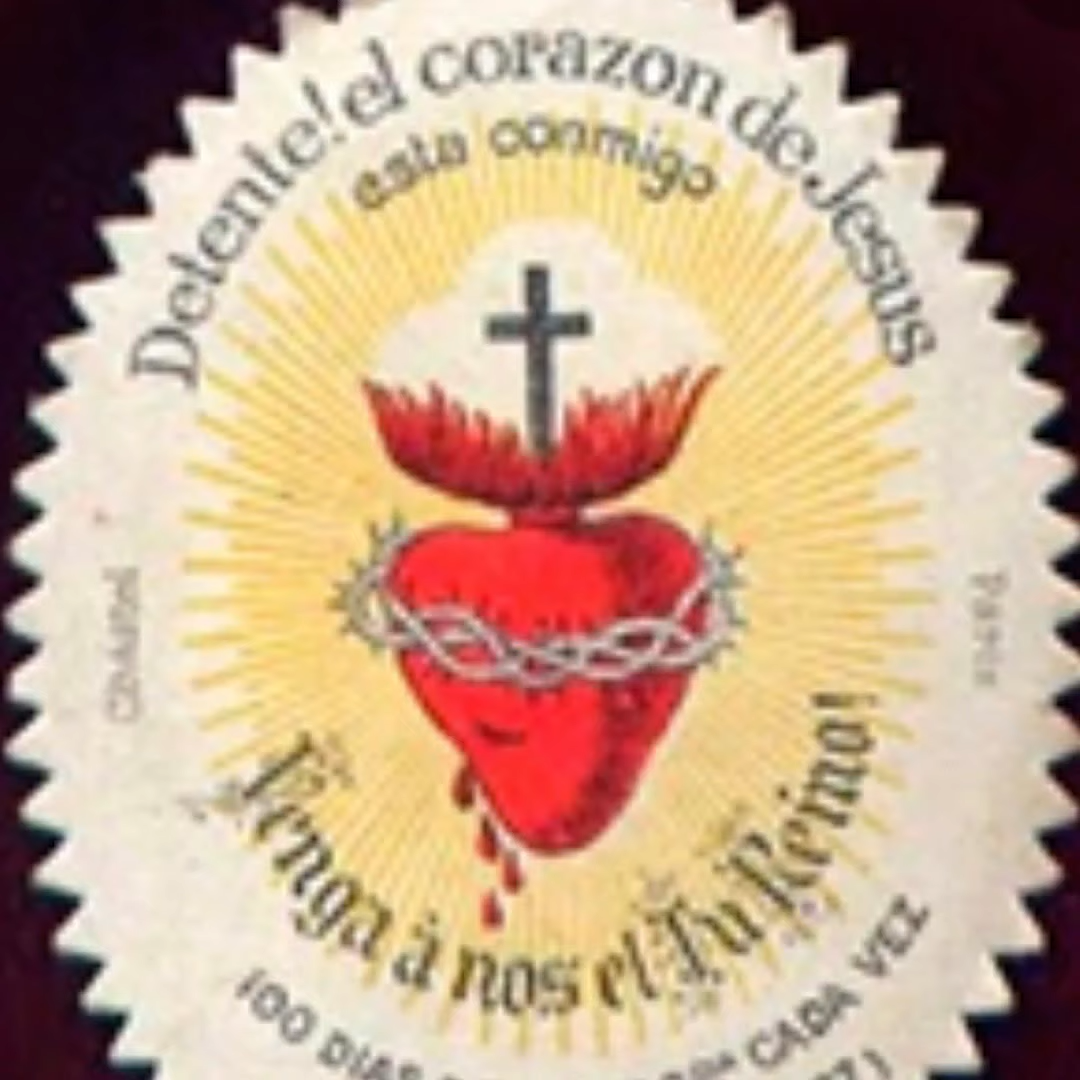 Detente! el corazon de Jesus
esta conmigo
Venga à nos el Tu Reino!
100 DIAS CADA VEZ